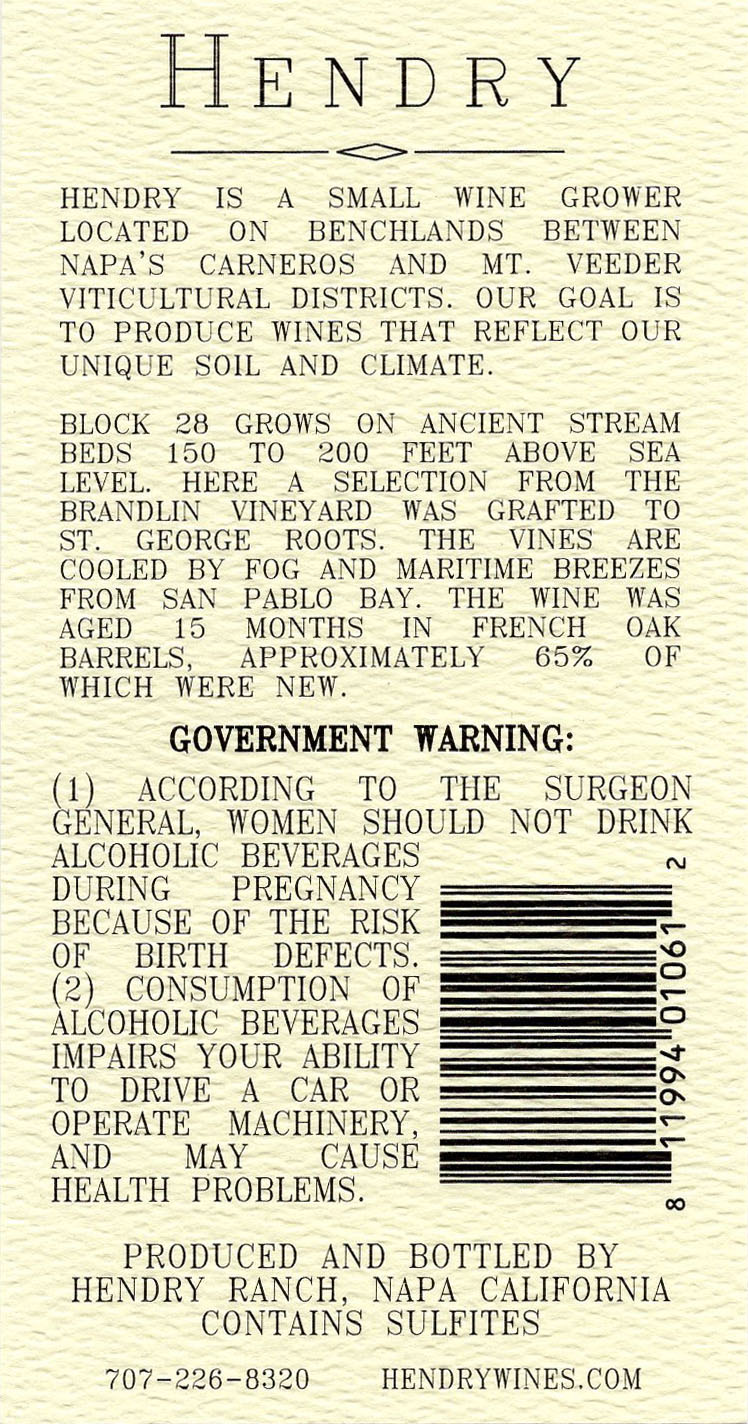 HENDRY
HENDRY IS A SMALL WINE GROWER
LOCATED ON BENCHLANDS BETWEEN
NAPA'S CARNEROS AND MT. VEEDER
VITICULTURAL DISTRICTS. OUR GOAL IS
TO PRODUCE WINES THAT REFLECT OUR
UNIQUE SOIL AND CLIMATE.
BLOCK 28 GROWS ON ANCIENT STREAM
BEDS 150 TO 200 FEET ABOVE SEA
LEVEL. HERE A SELECTION FROM THE
BRANDLIN VINEYARD WAS GRAFTED TO
ST. GEORGE ROOTS. THE VINES ARE
COOLED BY FOG AND MARITIME BREEZES
FROM SAN PABLO BAY. THE WINE WAS
AGED 15 MONTHS IN FRENCH OAK
BARRELS, APPROXIMATELY 65% OF
WHICH WERE NEW.
GOVERNMENT WARNING:
(1) ACCORDING TO THE SURGEON
GENERAL, WOMEN SHOULD NOT DRINK
ALCOHOLIC BEVERAGES
DURING PREGNANCY
BECAUSE OF THE RISK
OF BIRTH DEFECTS.
(2) CONSUMPTION OF
ALCOHOLIC BEVERAGES
IMPAIRS YOUR ABILITY
TO DRIVE A CAR OR
OPERATE MACHINERY,
AND MAY CAUSE
HEALTH PROBLEMS.
8 11994 01061 2
PRODUCED AND BOTTLED BY
HENDRY RANCH, NAPA CALIFORNIA
CONTAINS SULFITES
707-226-8320 HENDRYWINES.COM